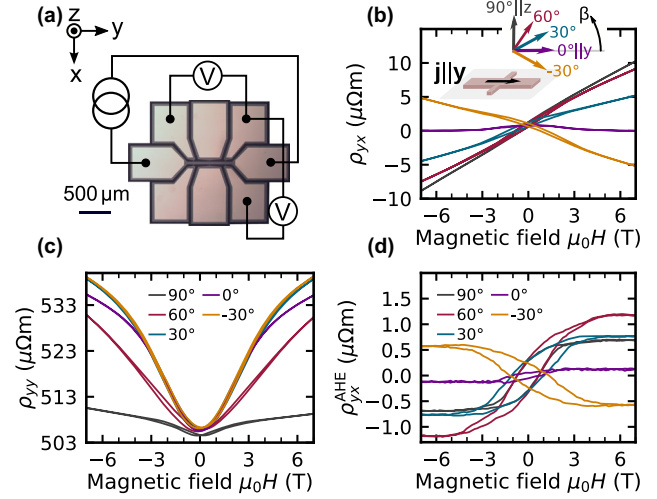 (a)
z
y
x
V
V
500 μm
(b)
90°||z
60°
30°
0°||y
-30°
β
j||y
ρyx (μΩm)
10
5
0
−5
−10
−6 −3 0 3 6
Magnetic field μ0H (T)
(c)
90° 0°
60° -30°
30°
ρyy (μΩm)
533
523
513
503
−6 −3 0 3 6
Magnetic field μ0H (T)
(d)
90° 0°
60° -30°
30°
ρyxAHE (μΩm)
1.0
0.5
0.0
−0.5
−1.0
−6 −3 0 3 6
Magnetic field μ0H (T)